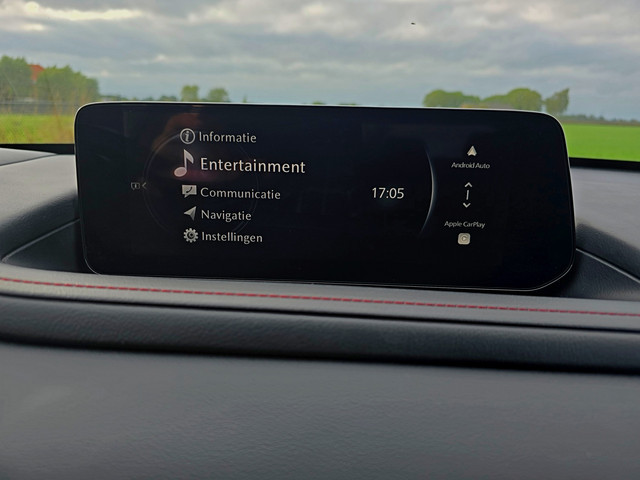 Informatie
Entertainment
Communicatie
Navigatie
Instellingen
17:05
Android Auto
Apple CarPlay